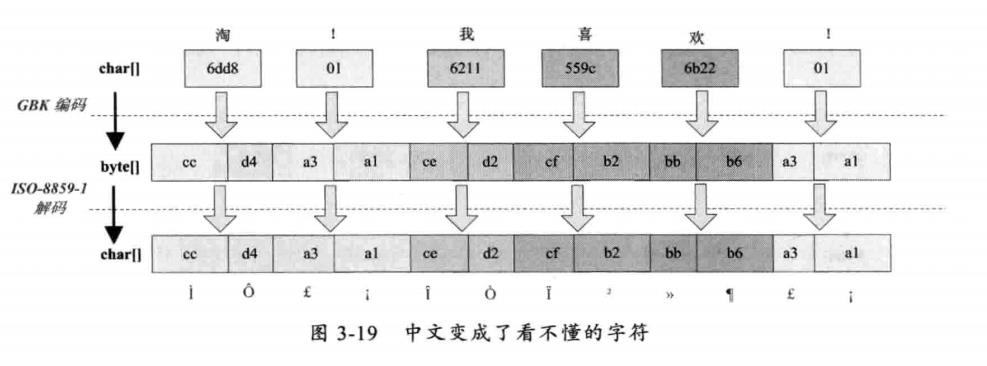 淘 ! 我 喜 欢 !
char[] 6dd8 01 6211 559c 6b22 01
GBK 编码
byte[] cc d4 a3 a1 ce d2 cf b2 bb b6 a3 a1
ISO-8859-1
解码
char[] cc d4 a3 a1 ce d2 cf b2 bb b6 a3 a1
Ì Ô £ ¡ Î Ò Ï ² » ¶ £ ¡
图 3-19 中文变成了看不懂的字符